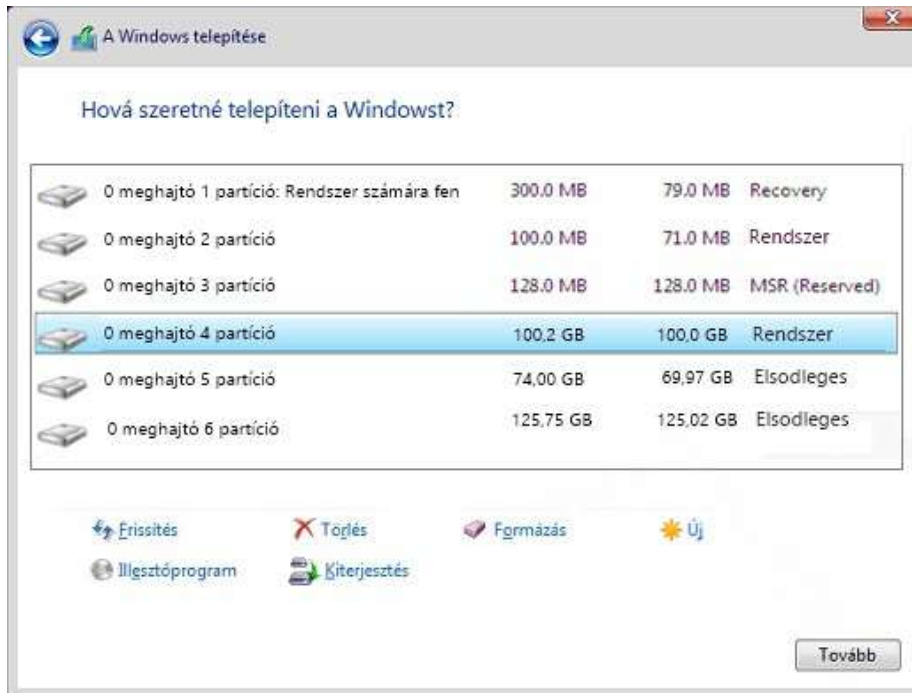 A Windows telepítése
Hová szeretné telepíteni a Windowst?
0 meghajtó 1 partíció: Rendszer számára fen 300.0 MB 79.0 MB Recovery
0 meghajtó 2 partíció 100.0 MB 71.0 MB Rendszer
0 meghajtó 3 partíció 128.0 MB 128.0 MB MSR (Reserved)
0 meghajtó 4 partíció 100,2 GB 100,0 GB Rendszer
0 meghajtó 5 partíció 74,00 GB 69,97 GB Elsodleges
0 meghajtó 6 partíció 125,75 GB 125,02 GB Elsodleges
Frissítés Törlés Formázás Új
Illesztőprogram Kiterjesztés
Tovább